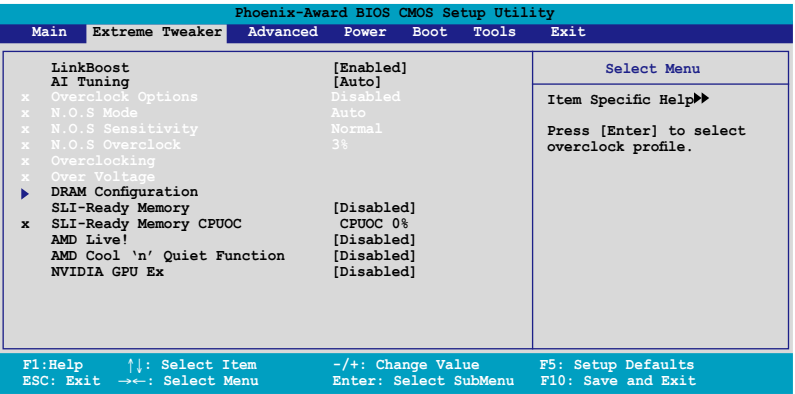 Phoenix-Award BIOS CMOS Setup Utility
Main Extreme Tweaker Advanced Power Boot Tools Exit
LinkBoost [Enabled]
AI Tuning [Auto]
x Overclock Options Disabled
x N.O.S Mode Auto
x N.O.S Sensitivity Normal
x N.O.S Overclock 3%
x Overclocking
x Over Voltage
▶ DRAM Configuration
SLI-Ready Memory [Disabled]
x SLI-Ready Memory CPUOC CPUOC 0%
AMD Live! [Disabled]
AMD Cool ‘n’ Quiet Function [Disabled]
NVIDIA GPU Ex [Disabled]
Select Menu
Item Specific Help▶▶
Press [Enter] to select
overclock profile.
F1:Help ↑↓: Select Item -/+: Change Value F5: Setup Defaults
ESC: Exit →←: Select Menu Enter: Select SubMenu F10: Save and Exit